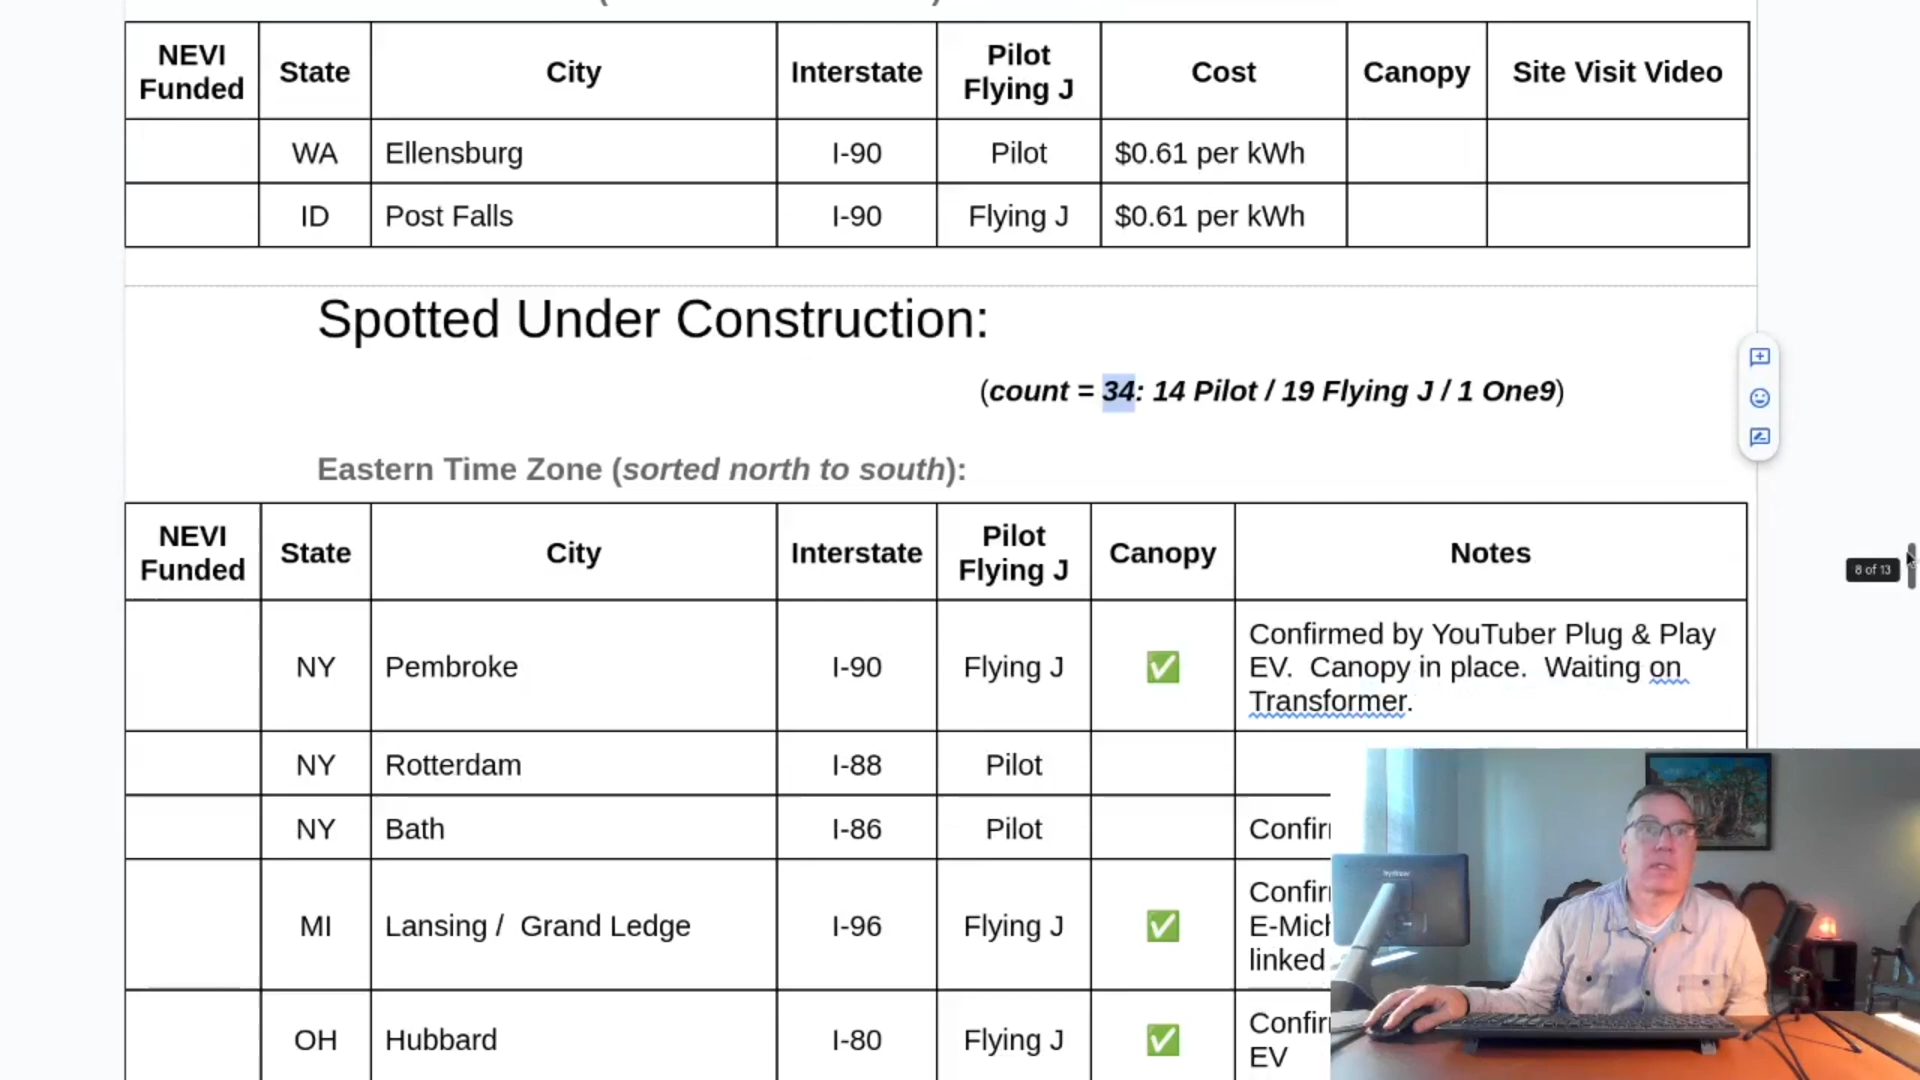 NEVI Funded State City Interstate Pilot Flying J Cost Canopy Site Visit Video
WA Ellensburg I-90 Pilot $0.61 per kWh
ID Post Falls I-90 Flying J $0.61 per kWh
Spotted Under Construction:
(count = 34: 14 Pilot / 19 Flying J / 1 One9)
Eastern Time Zone (sorted north to south):
NEVI Funded State City Interstate Pilot Flying J Canopy Notes
NY Pembroke I-90 Flying J ✅ Confirmed by YouTuber Plug & Play
EV. Canopy in place. Waiting on
Transformer.
NY Rotterdam I-88 Pilot
NY Bath I-86 Pilot Confir
MI Lansing / Grand Ledge I-96 Flying J ✅ Confir
E-Mich
linked
OH Hubbard I-80 Flying J ✅ Confir
EV
8 of 13